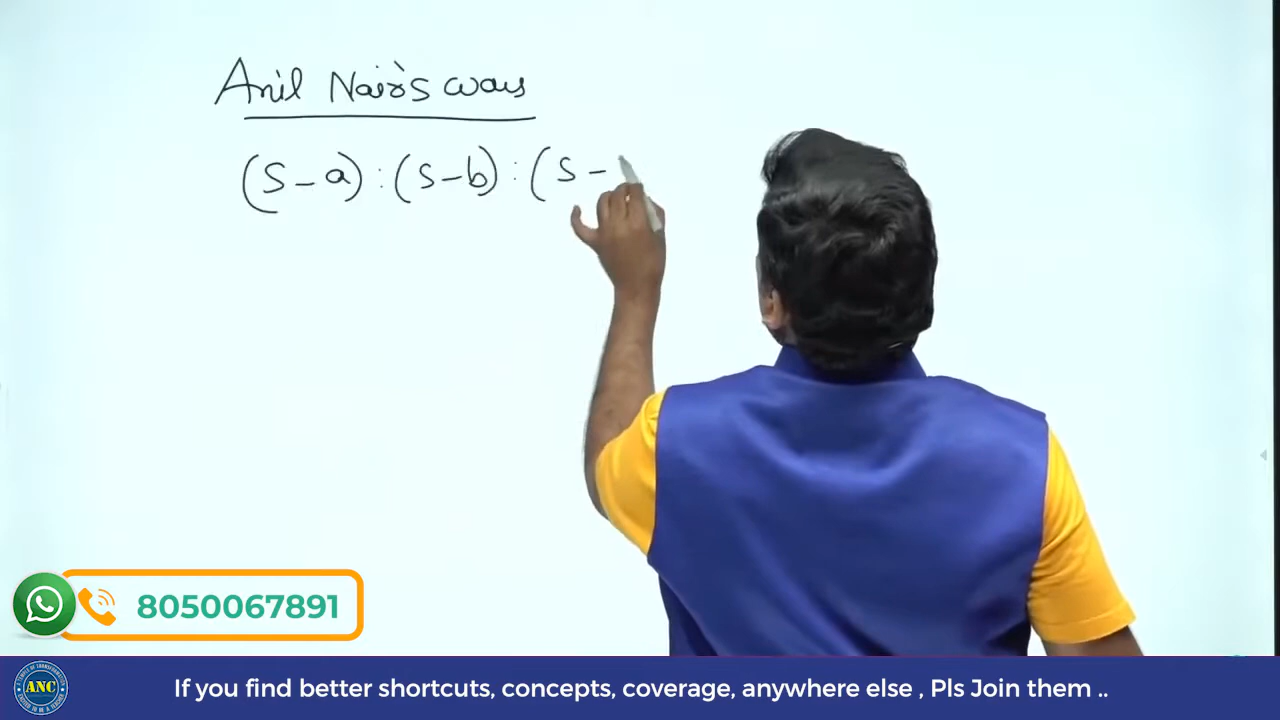 Anil Nair's way
(S-a) : (S-b) : (S-
8050067891
ANC
If you find better shortcuts, concepts, coverage, anywhere else , Pls Join them ..